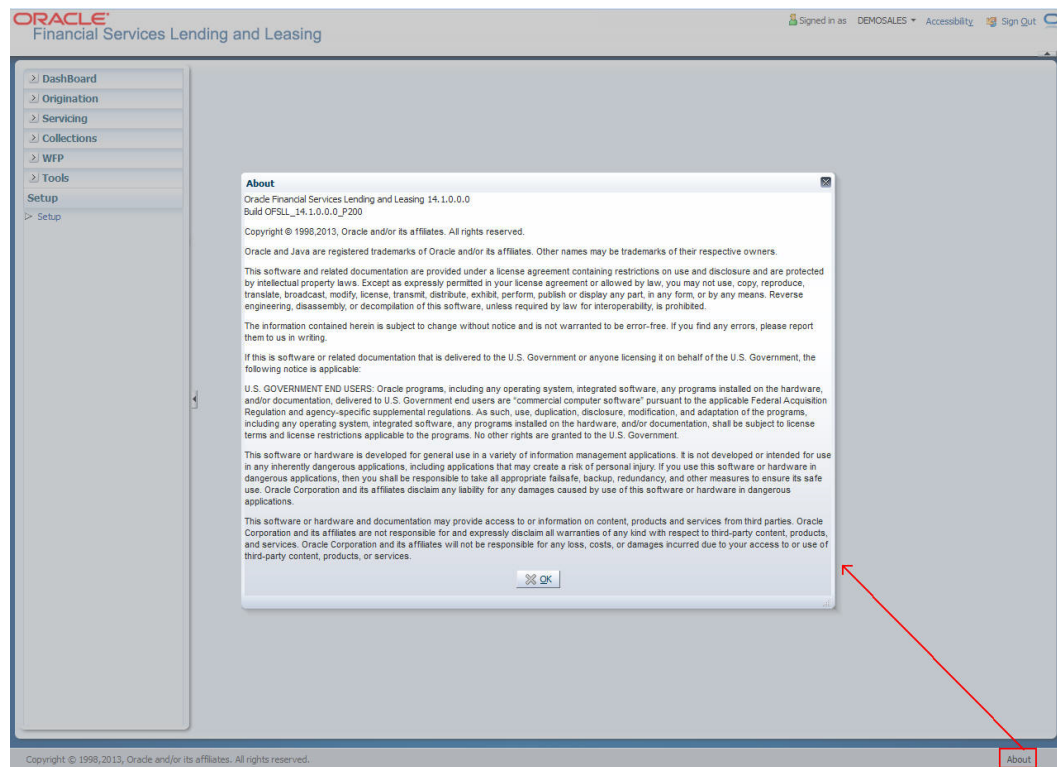 ORACLE
Financial Services Lending and Leasing
Signed in as DEMOSALES Accessibility Sign Out
DashBoard
Origination
Servicing
Collections
WFP
Tools
Setup
Setup
About
Oracle Financial Services Lending and Leasing 14.1.0.0.0
Build OFSLL_14.1.0.0.0_P200
Copyright © 1998,2013, Oracle and/or its affiliates. All rights reserved.
Oracle and Java are registered trademarks of Oracle and/or its affiliates. Other names may be trademarks of their respective owners.
This software and related documentation are provided under a license agreement containing restrictions on use and disclosure and are protected
by intellectual property laws. Except as expressly permitted in your license agreement or allowed by law, you may not use, copy, reproduce,
translate, broadcast, modify, license, transmit, distribute, exhibit, perform, publish or display any part, in any form, or by any means. Reverse
engineering, disassembly, or decompilation of this software, unless required by law for interoperability, is prohibited.
The information contained herein is subject to change without notice and is not warranted to be error-free. If you find any errors, please report
them to us in writing.
If this is software or related documentation that is delivered to the U.S. Government or anyone licensing it on behalf of the U.S. Government, the
following notice is applicable:
U.S. GOVERNMENT END USERS: Oracle programs, including any operating system, integrated software, any programs installed on the hardware,
and/or documentation, delivered to U.S. Government end users are "commercial computer software" pursuant to the applicable Federal Acquisition
Regulation and agency-specific supplemental regulations. As such, use, duplication, disclosure, modification, and adaptation of the programs,
including any operating system, integrated software, any programs installed on the hardware, and/or documentation, shall be subject to license
terms and license restrictions applicable to the programs. No other rights are granted to the U.S. Government.
This software or hardware is developed for general use in a variety of information management applications. It is not developed or intended for use
in any inherently dangerous applications, including applications that may create a risk of personal injury. If you use this software or hardware in
dangerous applications, then you shall be responsible to take all appropriate failsafe, backup, redundancy, and other measures to ensure its safe
use. Oracle Corporation and its affiliates disclaim any liability for any damages caused by use of this software or hardware in dangerous
applications.
This software or hardware and documentation may provide access to or information on content, products and services from third parties. Oracle
Corporation and its affiliates are not responsible for and expressly disclaim all warranties of any kind with respect to third-party content, products,
and services. Oracle Corporation and its affiliates will not be responsible for any loss, costs, or damages incurred due to your access to or use of
third-party content, products, or services.
OK
Copyright © 1998,2013, Oracle and/or its affiliates. All rights reserved.
About